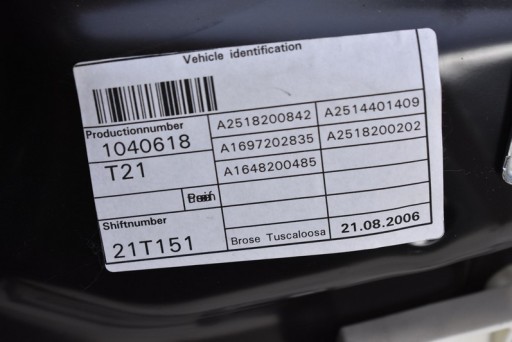 Vehicle identification
Productionnumber
1040618
T21
Shiftnumber
21T151
A2518200842
A2514401409
A1697202835
A2518200202
A1648200485
Brose Tuscaloosa
21.08.2006